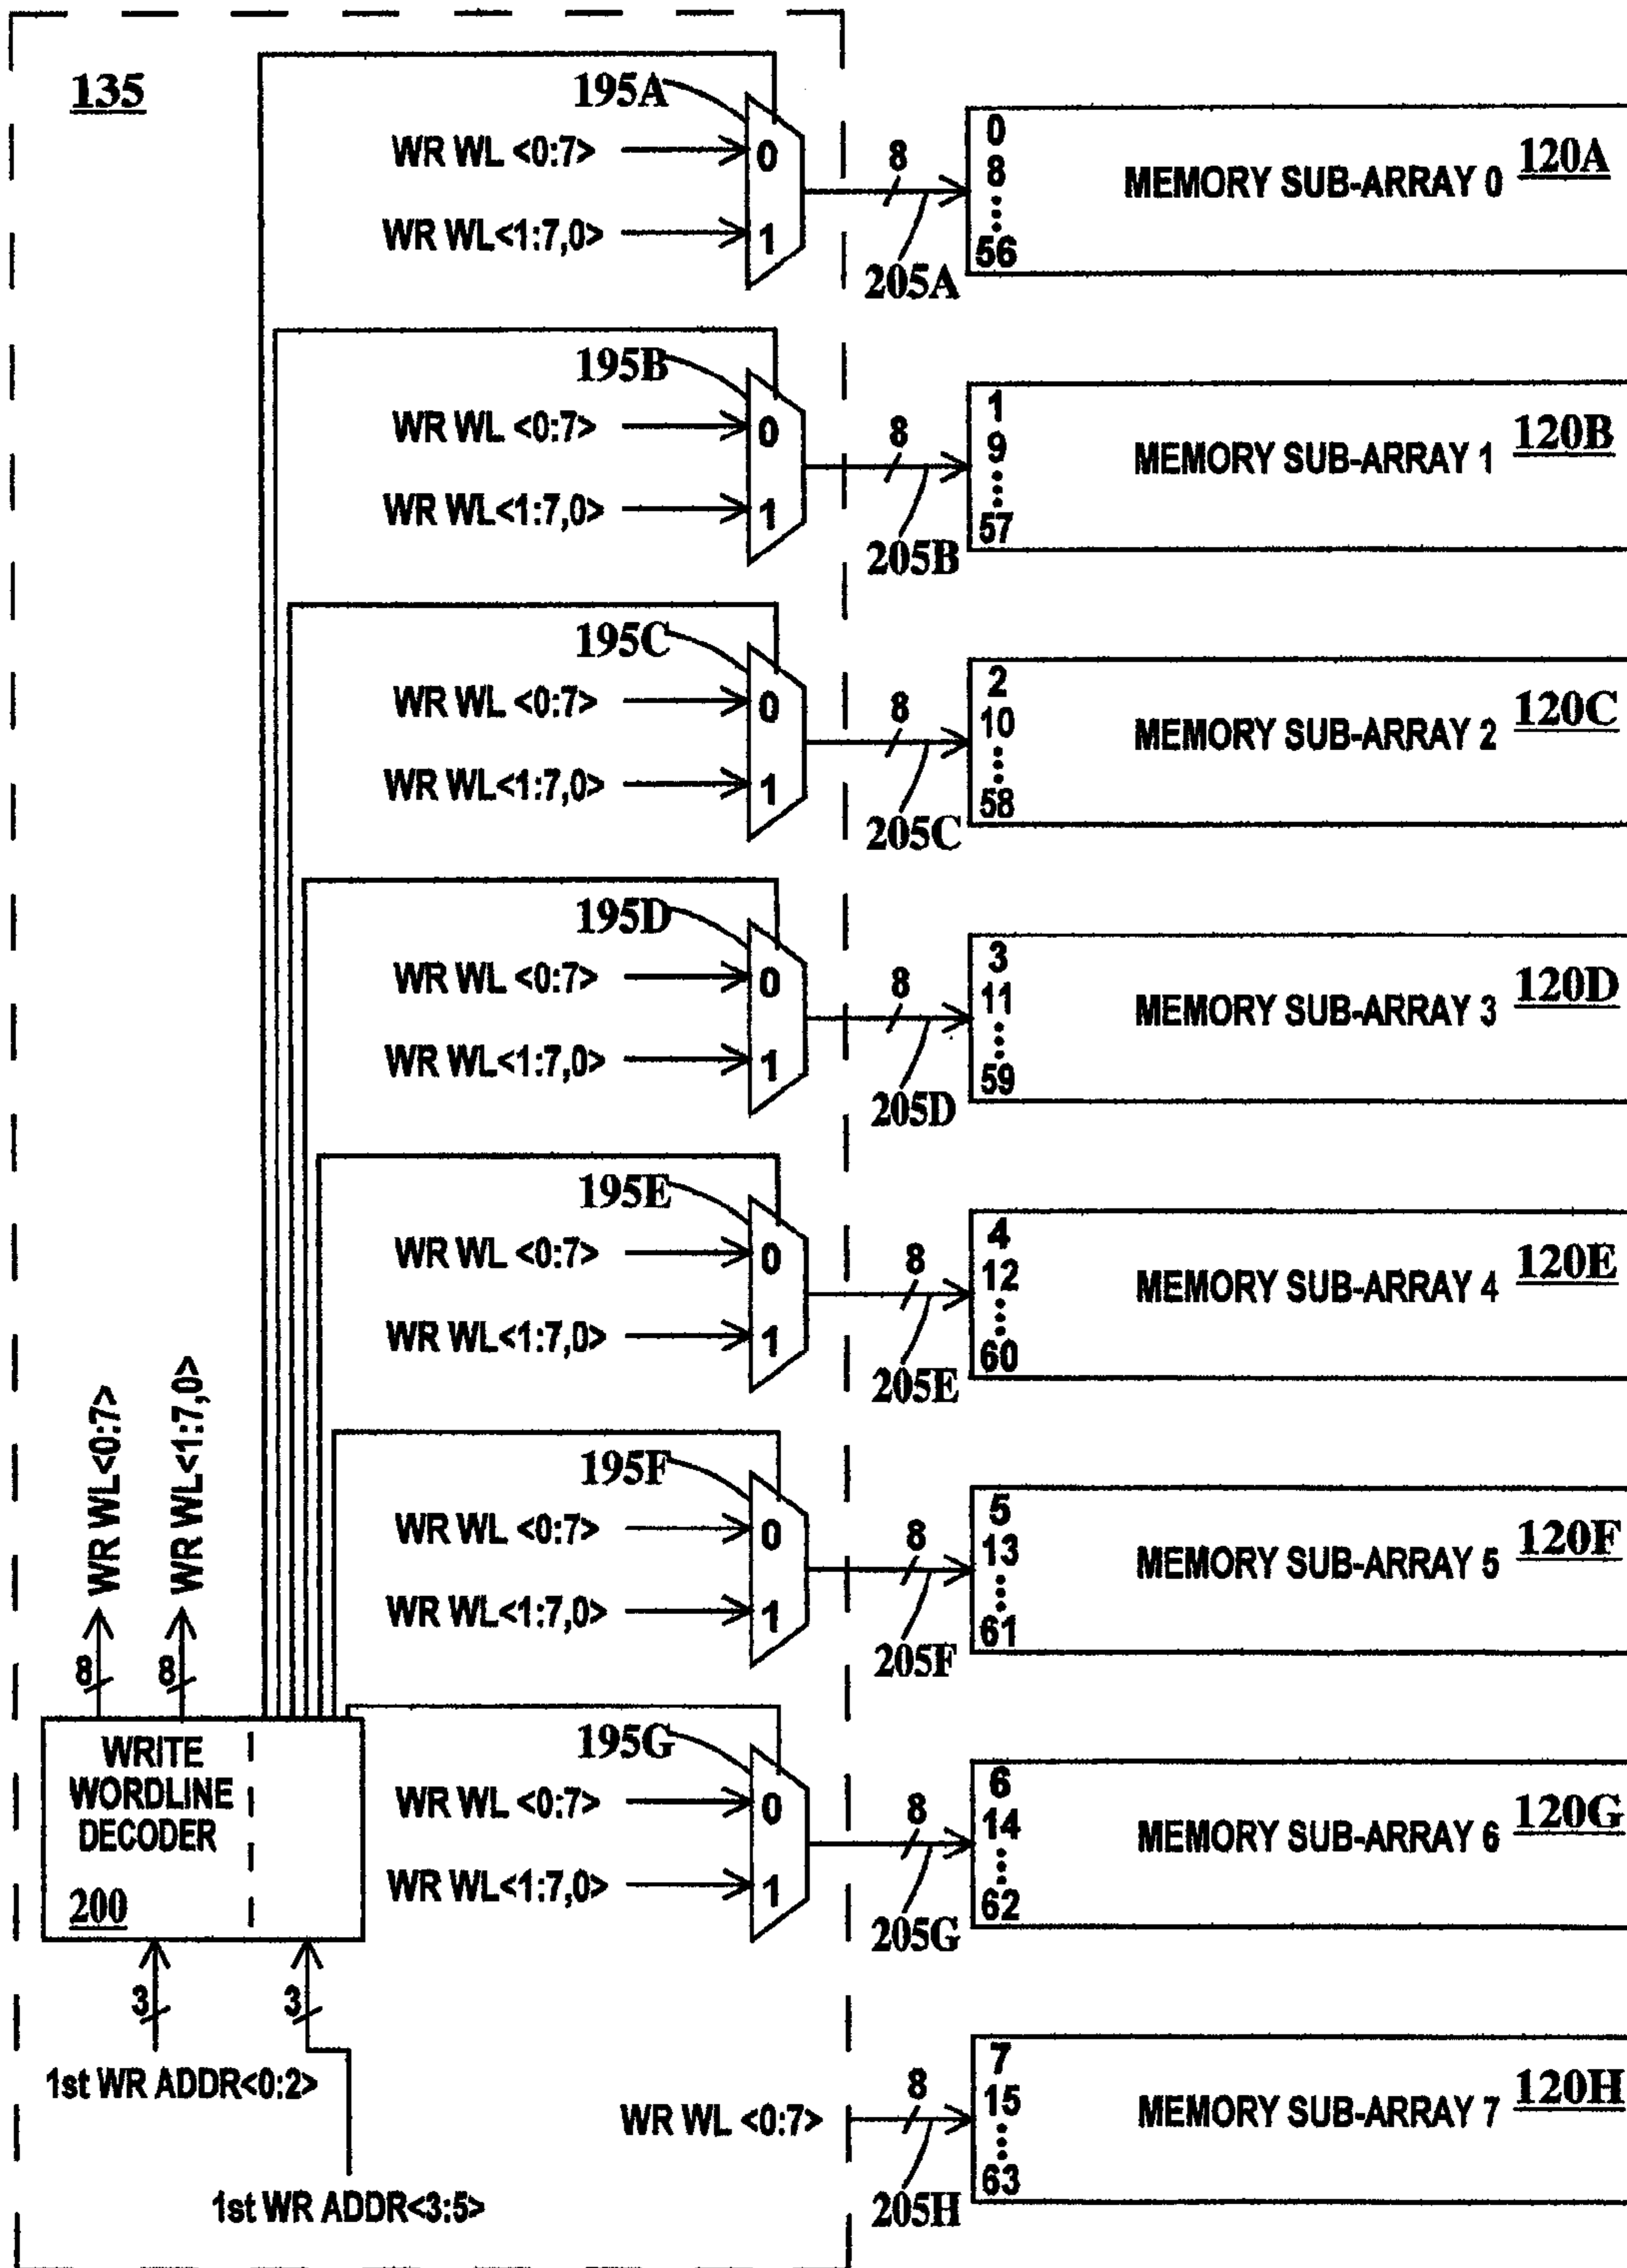 135
195A
WR WL <0:7>
0
WR WL<1:7,0>
1
8
205A
0
8
56
MEMORY SUB-ARRAY 0
120A
195B
WR WL <0:7>
0
WR WL<1:7,0>
1
8
205B
1
9
57
MEMORY SUB-ARRAY 1
120B
195C
WR WL <0:7>
0
WR WL<1:7,0>
1
8
205C
2
10
58
MEMORY SUB-ARRAY 2
120C
195D
WR WL <0:7>
0
WR WL<1:7,0>
1
8
205D
3
11
59
MEMORY SUB-ARRAY 3
120D
195E
WR WL <0:7>
0
WR WL<1:7,0>
1
8
205E
4
12
60
MEMORY SUB-ARRAY 4
120E
195F
WR WL <0:7>
0
WR WL<1:7,0>
1
8
205F
5
13
61
MEMORY SUB-ARRAY 5
120F
195G
WR WL <0:7>
0
WR WL<1:7,0>
1
8
205G
6
14
62
MEMORY SUB-ARRAY 6
120G
WR WL <0:7>
8
205H
7
15
63
MEMORY SUB-ARRAY 7
120H
WR WL<0:7>
WR WL<1:7,0>
8
8
WRITE
WORDLINE
DECODER
200
3
3
1st WR ADDR<0:2>
1st WR ADDR<3:5>